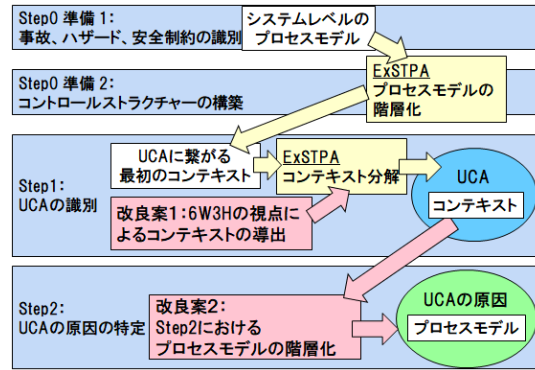 Step0 準備1:
事故、ハザード、安全制約の識別
システムレベルの
プロセスモデル
Step0 準備2:
コントロールストラクチャーの構築
ExSTPA
プロセスモデルの
階層化
Step1:
UCAの識別
UCAに繋がる
最初のコンテキスト
ExSTPA
コンテキスト分解
UCA
コンテキスト
改良案1:6W3Hの視点に
よるコンテキストの導出
Step2:
UCAの原因の特定
改良案2:
Step2における
プロセスモデルの階層化
UCAの原因
プロセスモデル